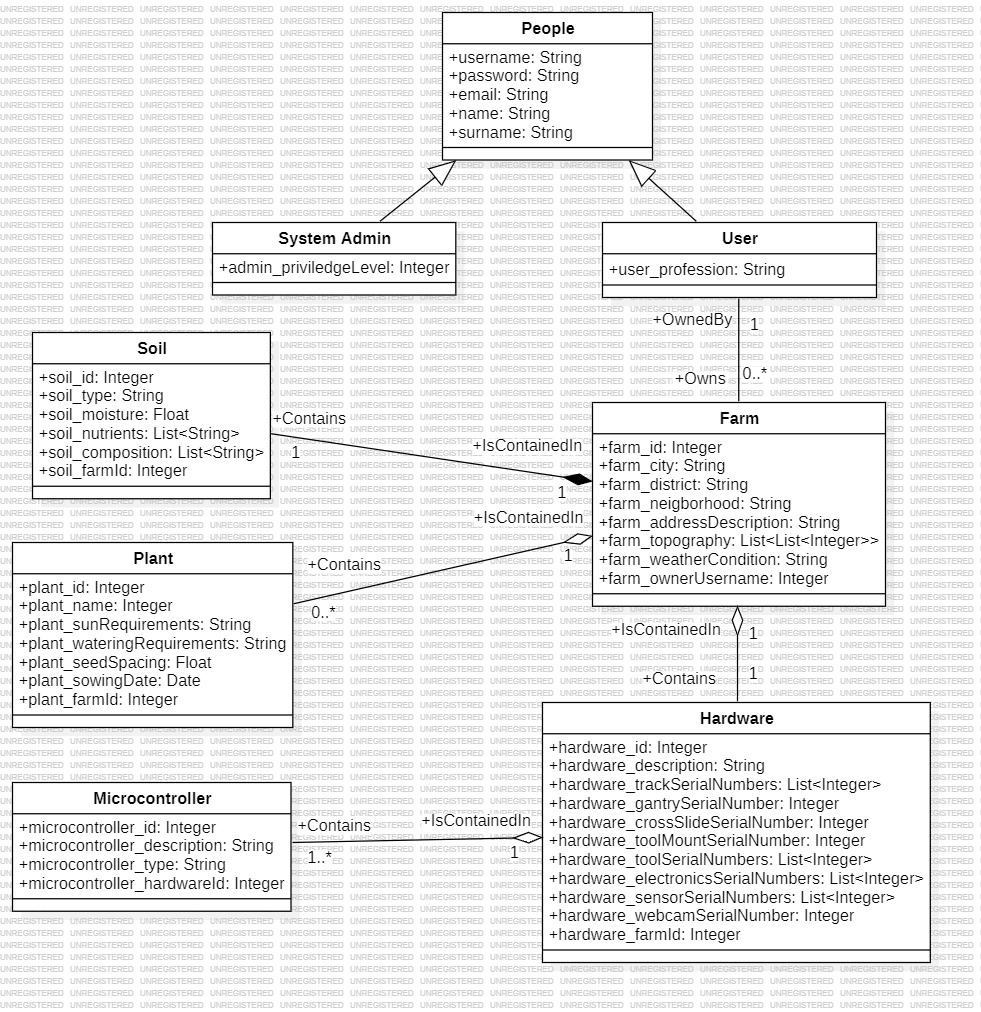 People
+username: String
+password: String
+email: String
+name: String
+surname: String
System Admin
+admin_priviledgeLevel: Integer
User
+user_profession: String
+OwnedBy
1
+Owns
0..*
Soil
+soil_id: Integer
+soil_type: String
+soil_moisture: Float
+soil_nutrients: List<String>
+soil_composition: List<String>
+soil_farmId: Integer
+Contains
1
+IsContainedIn
1
Farm
+farm_id: Integer
+farm_city: String
+farm_district: String
+farm_neigborhood: String
+farm_addressDescription: String
+farm_topography: List<List<Integer>>
+farm_weatherCondition: String
+farm_ownerUsername: Integer
+IsContainedIn
1
+Contains
0..*
Plant
+plant_id: Integer
+plant_name: Integer
+plant_sunRequirements: String
+plant_wateringRequirements: String
+plant_seedSpacing: Float
+plant_sowingDate: Date
+plant_farmId: Integer
+IsContainedIn
1
+Contains
1
Hardware
+hardware_id: Integer
+hardware_description: String
+hardware_trackSerialNumbers: List<Integer>
+hardware_gantrySerialNumber: Integer
+hardware_crossSlideSerialNumber: Integer
+hardware_toolMountSerialNumber: Integer
+hardware_toolSerialNumbers: List<Integer>
+hardware_electronicsSerialNumbers: List<Integer>
+hardware_sensorSerialNumbers: List<Integer>
+hardware_webcamSerialNumber: Integer
+hardware_farmId: Integer
Microcontroller
+microcontroller_id: Integer
+microcontroller_description: String
+microcontroller_type: String
+microcontroller_hardwareId: Integer
+Contains
1..*
+IsContainedIn
1
UNREGISTERED